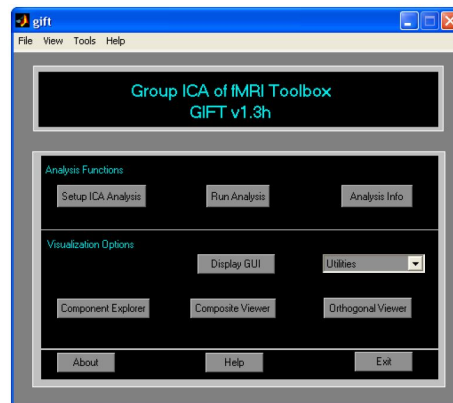 gift
File View Tools Help
Group ICA of fMRI Toolbox
GIFT v1.3h
Analysis Functions
Setup ICA Analysis Run Analysis Analysis Info
Visualization Options
Display GUI Utilities
Component Explorer Composite Viewer Orthogonal Viewer
About Help Exit